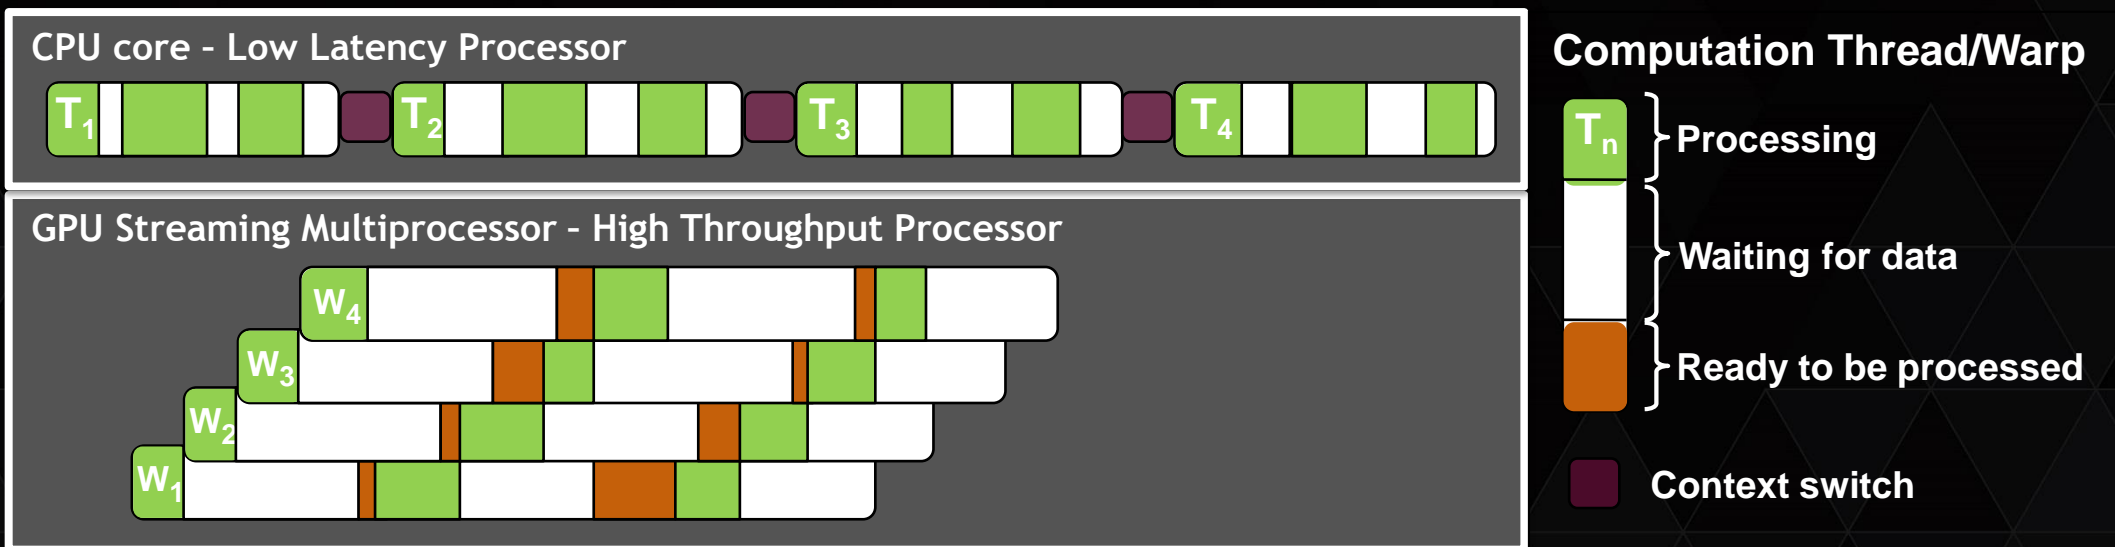 CPU core – Low Latency Processor
T1 T2 T3 T4
GPU Streaming Multiprocessor – High Throughput Processor
W4
W3
W2
W1
Computation Thread/Warp
Tn
Processing
Waiting for data
Ready to be processed
Context switch